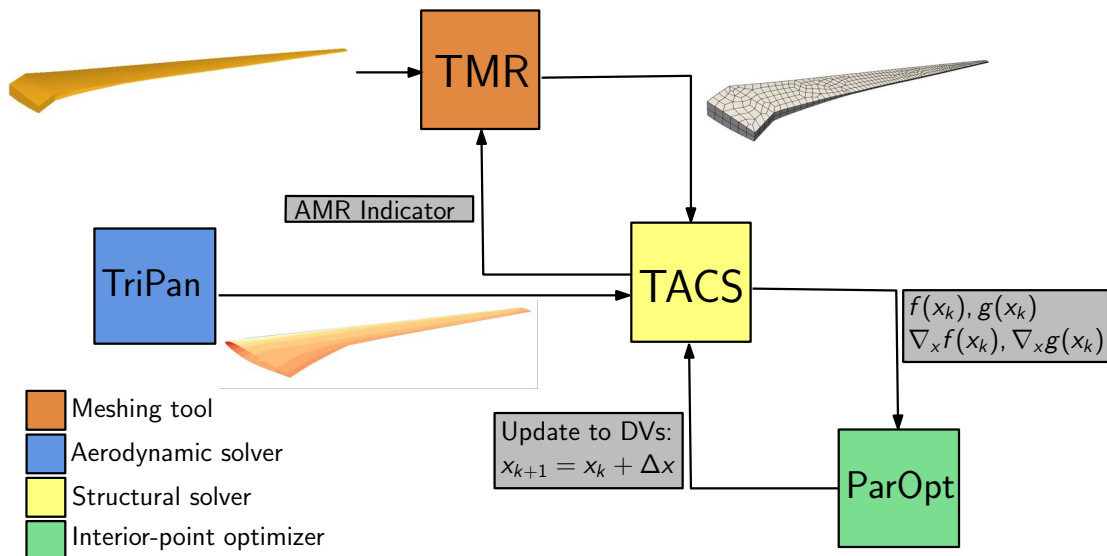 TMR
AMR Indicator
TriPan
TACS
f(x_k), g(x_k)
∇_x f(x_k), ∇_x g(x_k)
Update to DVs:
x_{k+1} = x_k + Δx
ParOpt
Meshing tool
Aerodynamic solver
Structural solver
Interior-point optimizer